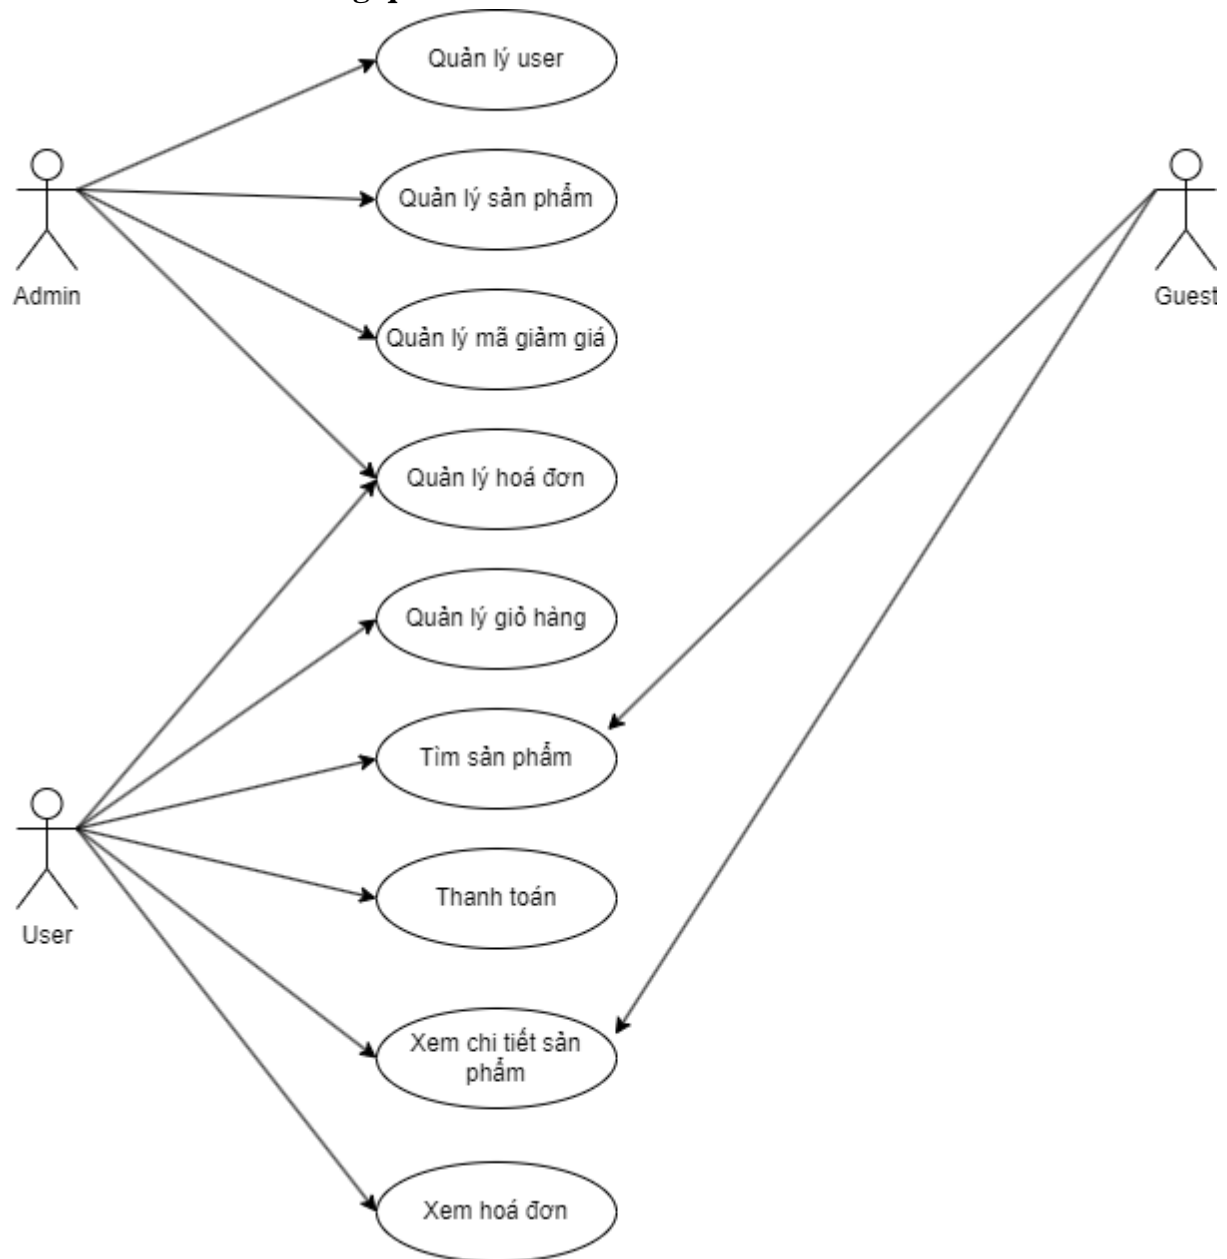 Quản lý user
Quản lý sản phẩm
Admin
Guest
Quản lý mã giảm giá
Quản lý hoá đơn
Quản lý giỏ hàng
Tìm sản phẩm
Thanh toán
User
Xem chi tiết sản
phẩm
Xem hoá đơn